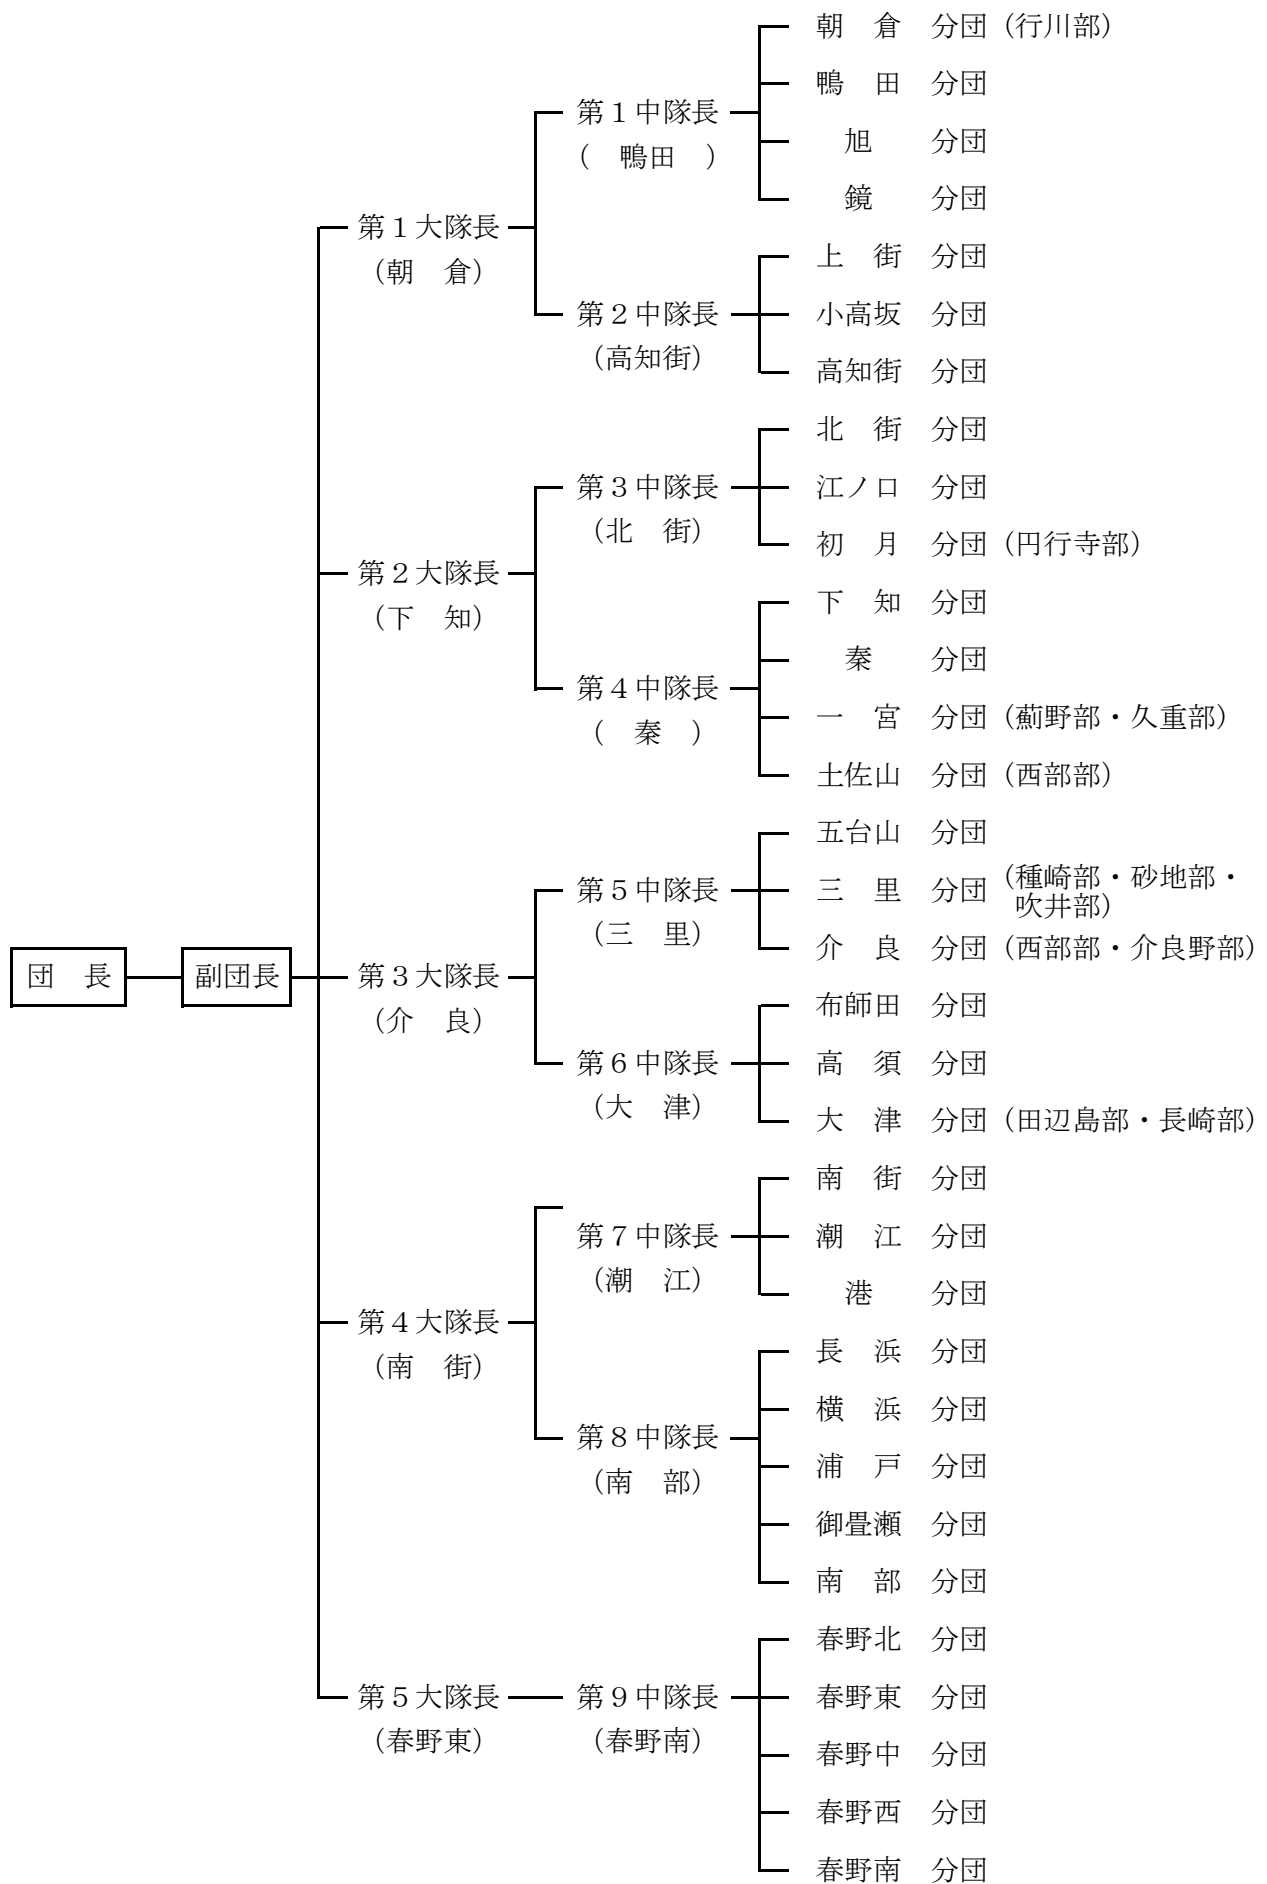 朝　倉　分団（行川部）
鴨　田　分団
第１中隊長
（　鴨田　）
旭　　分団
鏡　　分団
第１大隊長
（朝　倉）
上　街　分団
第２中隊長
（高知街）
小高坂　分団
高知街　分団
北　街　分団
第３中隊長
（北　街）
江ノ口　分団
初　月　分団（円行寺部）
第２大隊長
（下　知）
下　知　分団
秦　　分団
第４中隊長
（　秦　）
一　宮　分団（薊野部・久重部）
土佐山　分団（西部部）
五台山　分団
第５中隊長
（三　里）
三　里　分団（種崎部・砂地部・
吹井部）
介　良　分団（西部部・介良野部）
団　長
副団長
第３大隊長
（介　良）
布師田　分団
第６中隊長
（大　津）
高　須　分団
大　津　分団（田辺島部・長崎部）
南　街　分団
第７中隊長
（潮　江）
潮　江　分団
港　　分団
第４大隊長
（南　街）
長　浜　分団
横　浜　分団
第８中隊長
（南　部）
浦　戸　分団
御畳瀬　分団
南　部　分団
春野北　分団
第５大隊長
（春野東）
第９中隊長
（春野南）
春野東　分団
春野中　分団
春野西　分団
春野南　分団